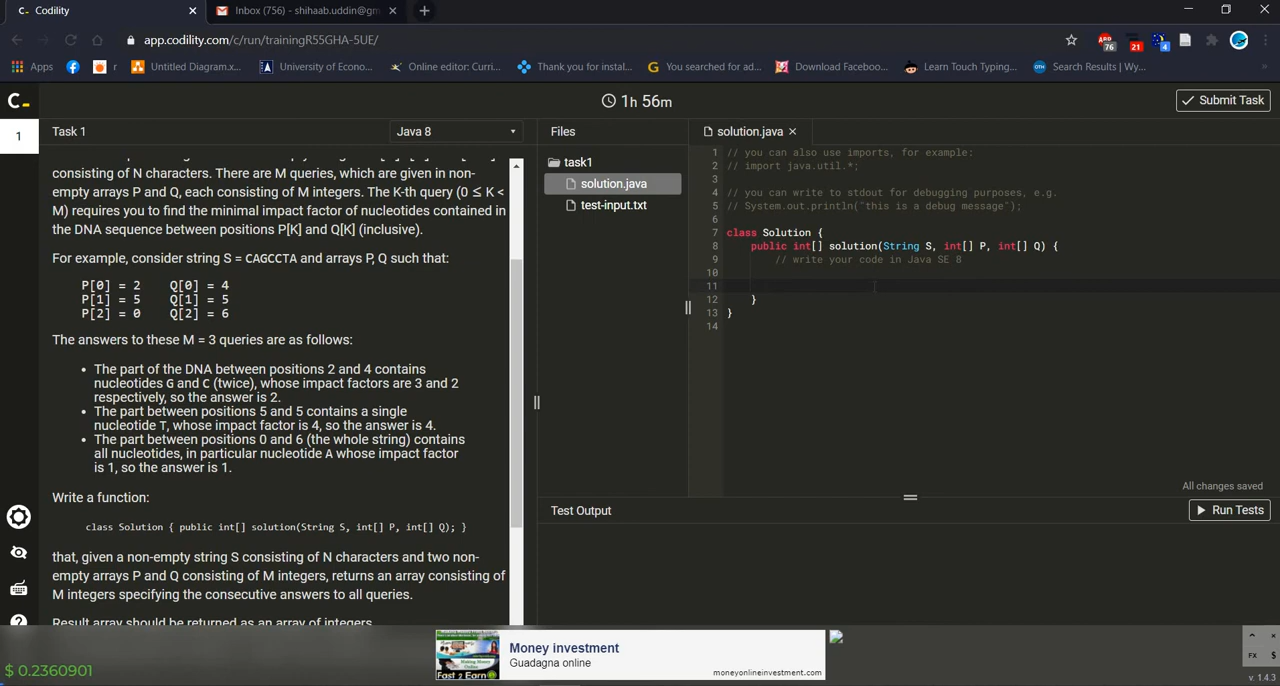 Codility
Inbox (756) - shihaab.uddin@gm
app.codility.com/c/run/trainingR55GHA-5UE/
76
21
4
Apps
r
Untitled Diagram.x...
University of Econo...
Online editor: Curri...
Thank you for instal...
You searched for ad...
Download Faceboo...
Learn Touch Typing...
Search Results | Wy...
1h 56m
Submit Task
1
Task 1
Java 8
Files
solution.java
task1
solution.java
test-input.txt
consisting of N characters. There are M queries, which are given in non-
empty arrays P and Q, each consisting of M integers. The K-th query (0 ≤ K <
M) requires you to find the minimal impact factor of nucleotides contained in
the DNA sequence between positions P[K] and Q[K] (inclusive).
For example, consider string S = CAGCCTA and arrays P, Q such that:
P[0] = 2 Q[0] = 4
P[1] = 5 Q[1] = 5
P[2] = 0 Q[2] = 6
The answers to these M = 3 queries are as follows:
• The part of the DNA between positions 2 and 4 contains
nucleotides G and C (twice), whose impact factors are 3 and 2
respectively, so the answer is 2.
• The part between positions 5 and 5 contains a single
nucleotide T, whose impact factor is 4, so the answer is 4.
• The part between positions 0 and 6 (the whole string) contains
all nucleotides, in particular nucleotide A whose impact factor
is 1, so the answer is 1.
Write a function:
class Solution { public int[] solution(String S, int[] P, int[] Q); }
that, given a non-empty string S consisting of N characters and two non-
empty arrays P and Q consisting of M integers, returns an array consisting of
M integers specifying the consecutive answers to all queries.
Result array should be returned as an array of integers.
1 // you can also use imports, for example:
2 // import java.util.*;
3
4 // you can write to stdout for debugging purposes, e.g.
5 // System.out.println("this is a debug message");
6
7 class Solution {
8 public int[] solution(String S, int[] P, int[] Q) {
9 // write your code in Java SE 8
10
11
12 }
13 }
14
All changes saved
Test Output
Run Tests
$ 0.2360901
Fast 2 Earn
Money investment
Guadagna online
moneyonlineinvestment.com
FX $
v. 1.4.3